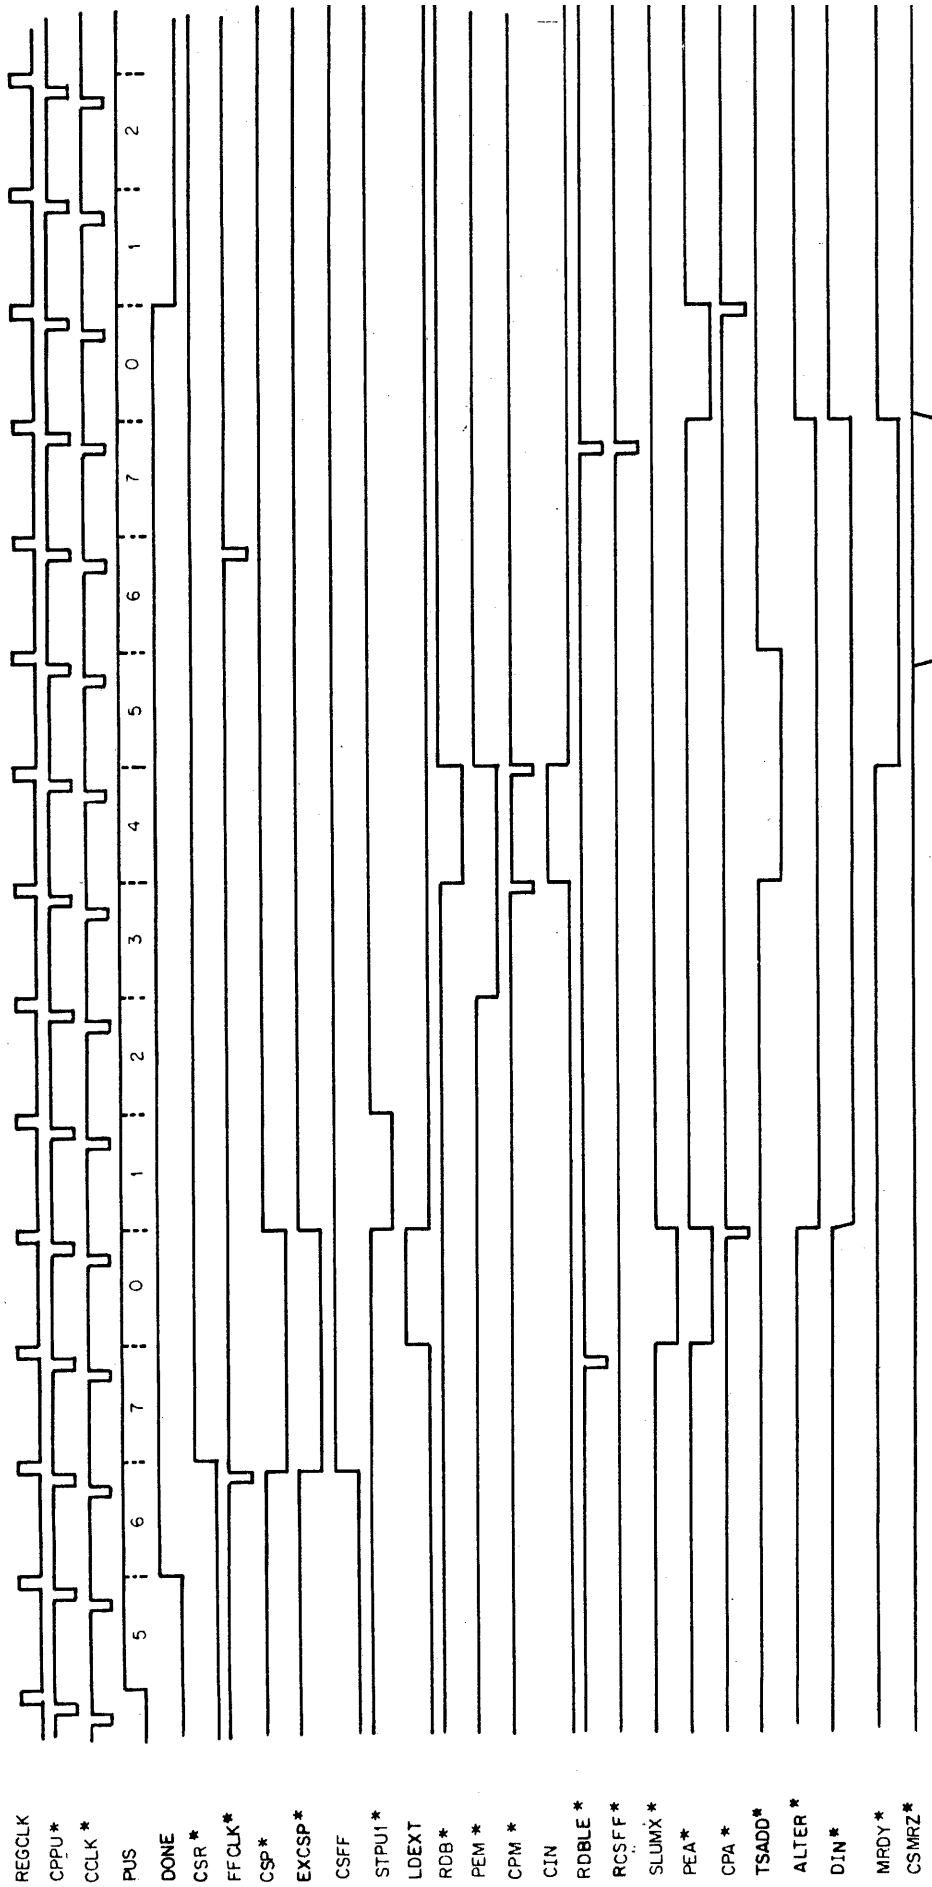 REGCLK
CPPU*
CCLK*
PUS
5 6 7 0 1 2 3 4 5 6 7 0 1 2
DONE
CSR*
FFCLK*
CSP*
EXCSP*
CSFF
STPU1*
LDEXT
RDB*
PEM*
CPM*
CIN
RDBLE*
RCSFF*
SLUMX*
PEA*
CPA*
TSADD*
ALTER*
DIN*
MRDY*
CSMRZ*